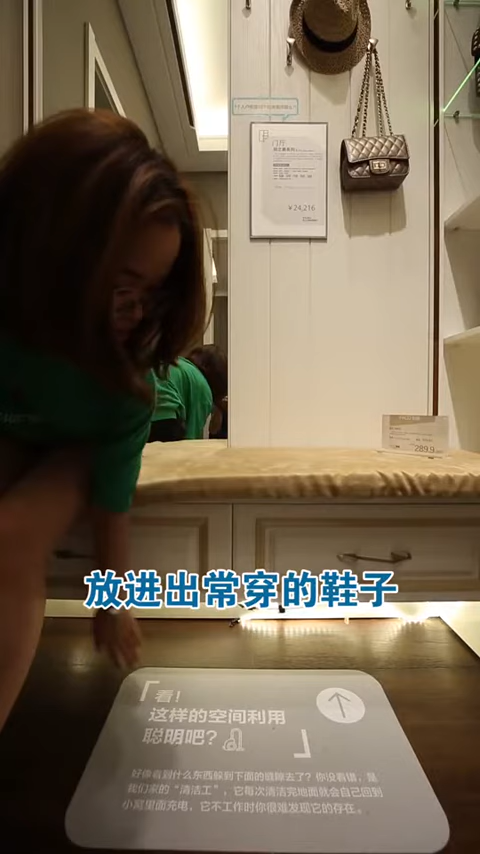 门厅
￥24,216
289.9
放进出常穿的鞋子
看！
这样的空间利用
聪明吧？
好像看到什么东西躲到下面的缝隙去了？你没看错，是
我们家的“清洁工”，它每次清洁完地面就会自己回到
小窝里面充电，它不工作时你很难发现它的存在。